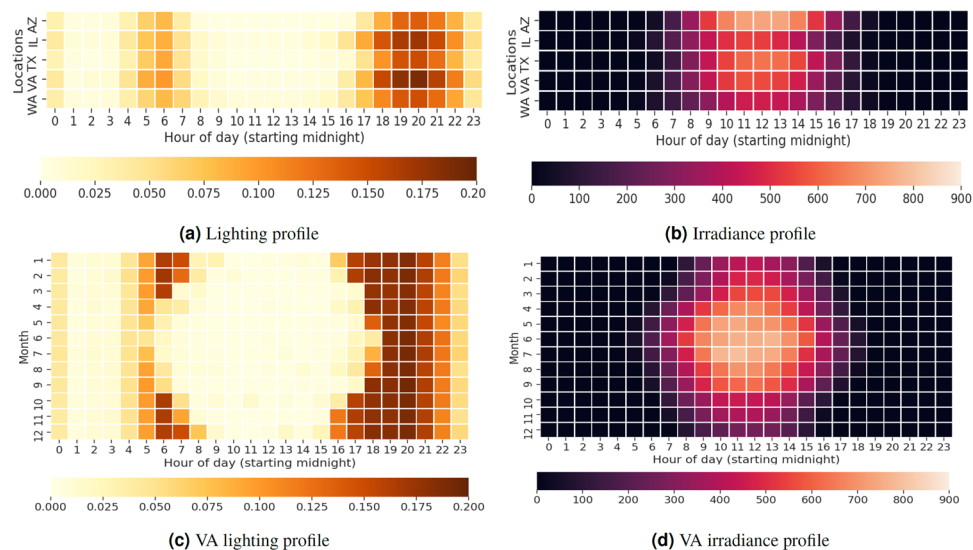 Locations
AZ
IL
TX
VA
WA
0 1 2 3 4 5 6 7 8 9 10 11 12 13 14 15 16 17 18 19 20 21 22 23
Hour of day (starting midnight)
0.000 0.025 0.050 0.075 0.100 0.125 0.150 0.175 0.20
(a) Lighting profile
Locations
AZ
IL
TX
VA
WA
0 1 2 3 4 5 6 7 8 9 10 11 12 13 14 15 16 17 18 19 20 21 22 23
Hour of day (starting midnight)
0 100 200 300 400 500 600 700 800 900
(b) Irradiance profile
Month
1
2
3
4
5
6
7
8
9
10
11
12
0 1 2 3 4 5 6 7 8 9 10 11 12 13 14 15 16 17 18 19 20 21 22 23
Hour of day (starting midnight)
0.000 0.025 0.050 0.075 0.100 0.125 0.150 0.175 0.200
(c) VA lighting profile
Month
1
2
3
4
5
6
7
8
9
10
11
12
0 1 2 3 4 5 6 7 8 9 10 11 12 13 14 15 16 17 18 19 20 21 22 23
Hour of day (starting midnight)
0 100 200 300 400 500 600 700 800 900
(d) VA irradiance profile